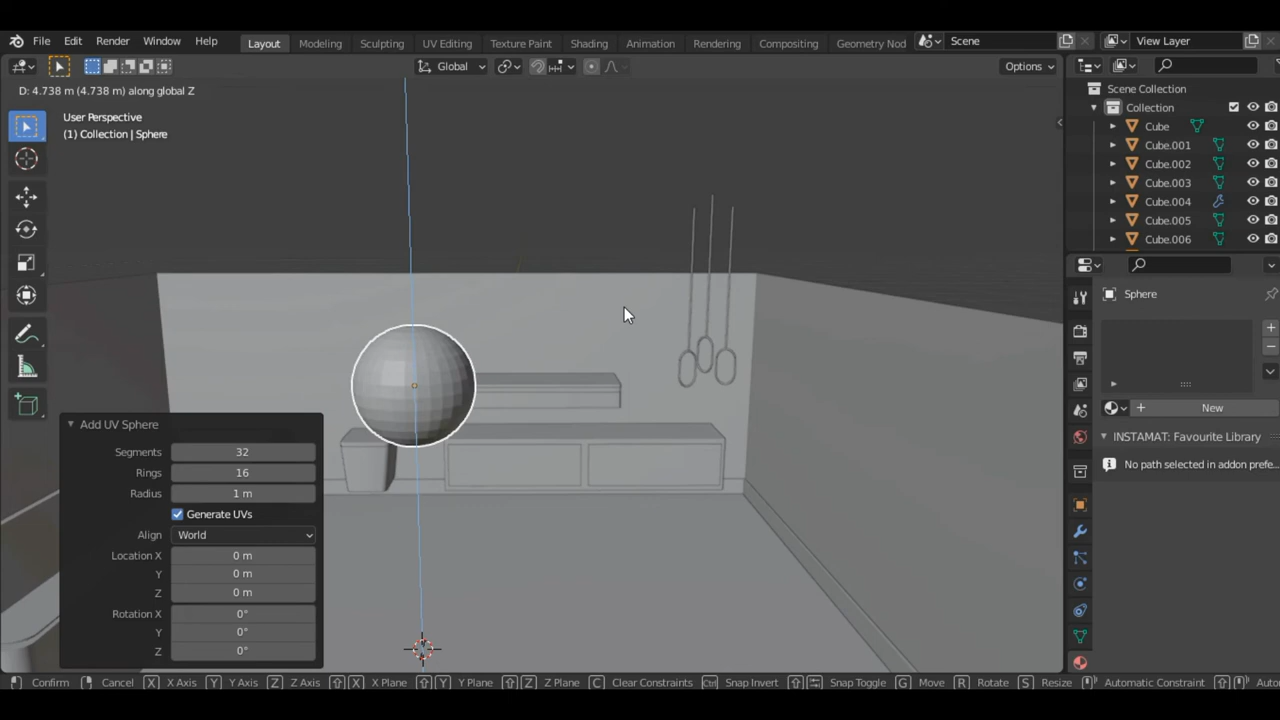 File Edit Render Window Help Layout Modeling Sculpting UV Editing Texture Paint Shading Animation Rendering Compositing Geometry Nod Scene View Layer
Global Options
D: 4.738 m (4.738 m) along global Z
User Perspective
(1) Collection | Sphere
Scene Collection
Collection
Cube
Cube.001
Cube.002
Cube.003
Cube.004
Cube.005
Cube.006
Sphere
New
INSTAMAT: Favourite Library
No path selected in addon prefe...
Add UV Sphere
Segments 32
Rings 16
Radius 1 m
Generate UVs
Align World
Location X 0 m
Y 0 m
Z 0 m
Rotation X 0°
Y 0°
Z 0°
Confirm Cancel X X Axis Y Y Axis Z Z Axis X X Plane Y Y Plane Z Z Plane C Clear Constraints Ctrl Snap Invert Snap Toggle G Move R Rotate S Resize Automatic Constraint Auto